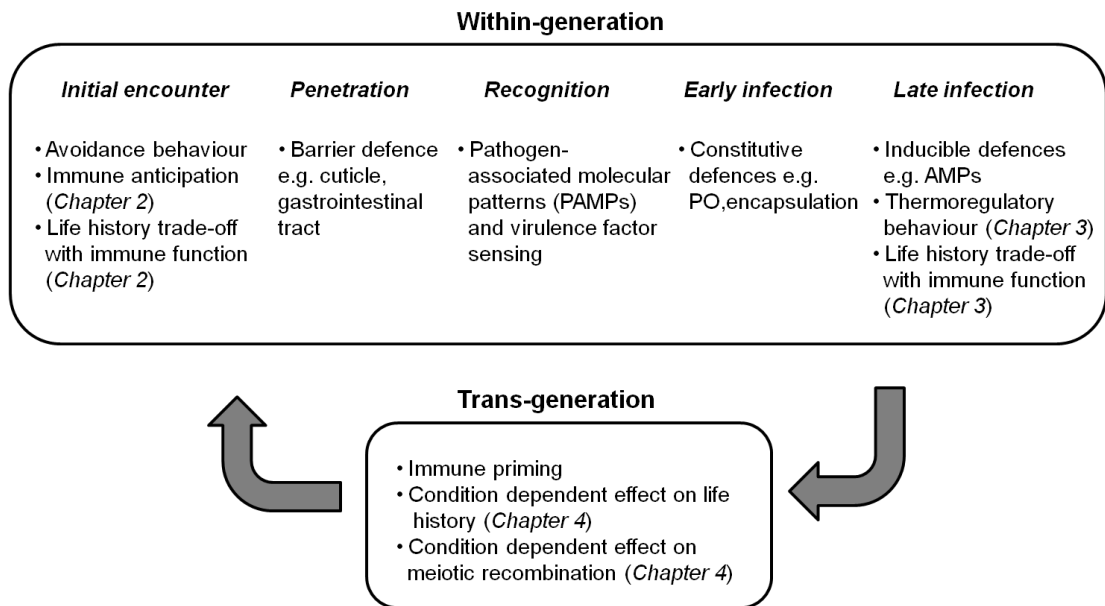 Within-generation
Initial encounter
• Avoidance behaviour
• Immune anticipation
(Chapter 2)
• Life history trade-off
with immune function
(Chapter 2)
Penetration
• Barrier defence
e.g. cuticle,
gastrointestinal
tract
Recognition
• Pathogen-
associated molecular
patterns (PAMPs)
and virulence factor
sensing
Early infection
• Constitutive
defences e.g.
PO,encapsulation
Late infection
• Inducible defences
e.g. AMPs
• Thermoregulatory
behaviour (Chapter 3)
• Life history trade-off
with immune function
(Chapter 3)
Trans-generation
• Immune priming
• Condition dependent effect on life
history (Chapter 4)
• Condition dependent effect on
meiotic recombination (Chapter 4)